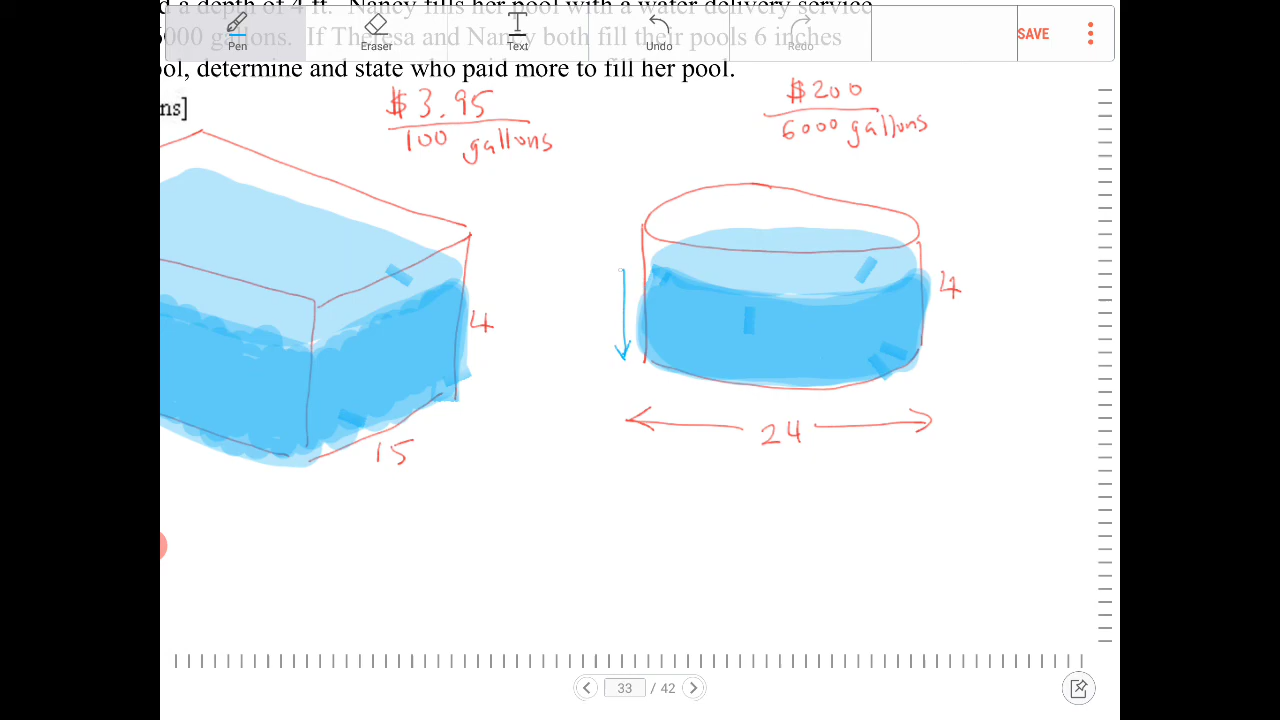 d a depth of 4 ft. Nancy fills her pool with a water delivery service
Pen
Eraser
Text
Undo
Redo
SAVE
000 gallons. If Theresa and Nancy both fill their pools 6 inches
ol, determine and state who paid more to fill her pool.
ns]
$3.95
100 gallons
$200
6000 gallons
4
15
4
24
33 / 42